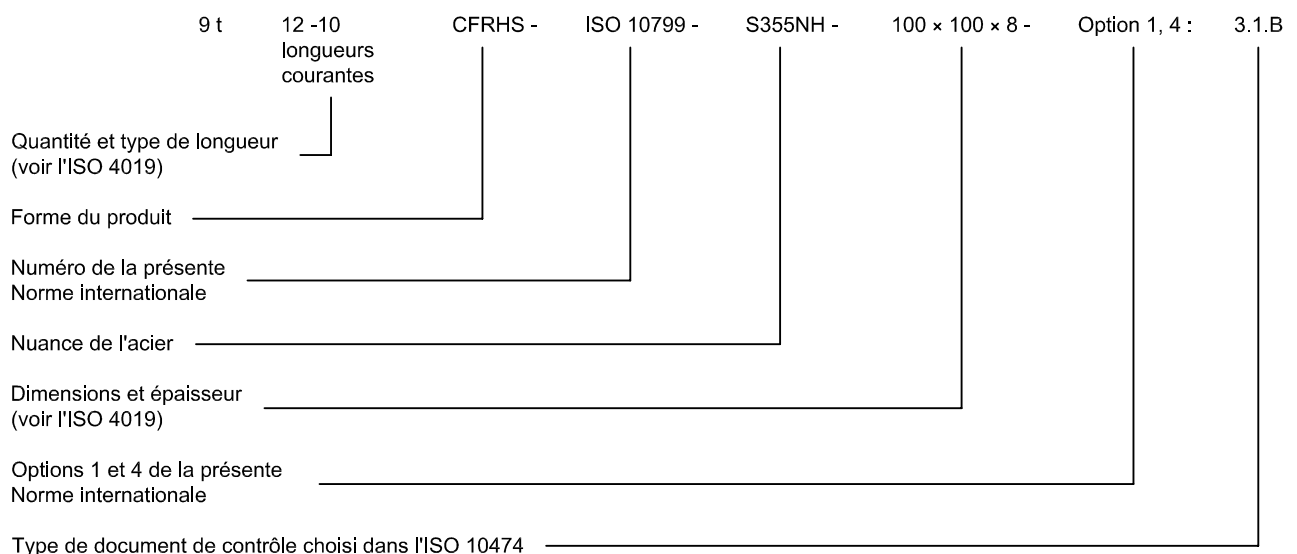 9 t 12 -10 CFRHS - ISO 10799 - S355NH - 100 × 100 × 8 - Option 1, 4 : 3.1.B
longueurs
courantes
Quantité et type de longueur
(voir l'ISO 4019)
Forme du produit
Numéro de la présente
Norme internationale
Nuance de l'acier
Dimensions et épaisseur
(voir l'ISO 4019)
Options 1 et 4 de la présente
Norme internationale
Type de document de contrôle choisi dans l'ISO 10474